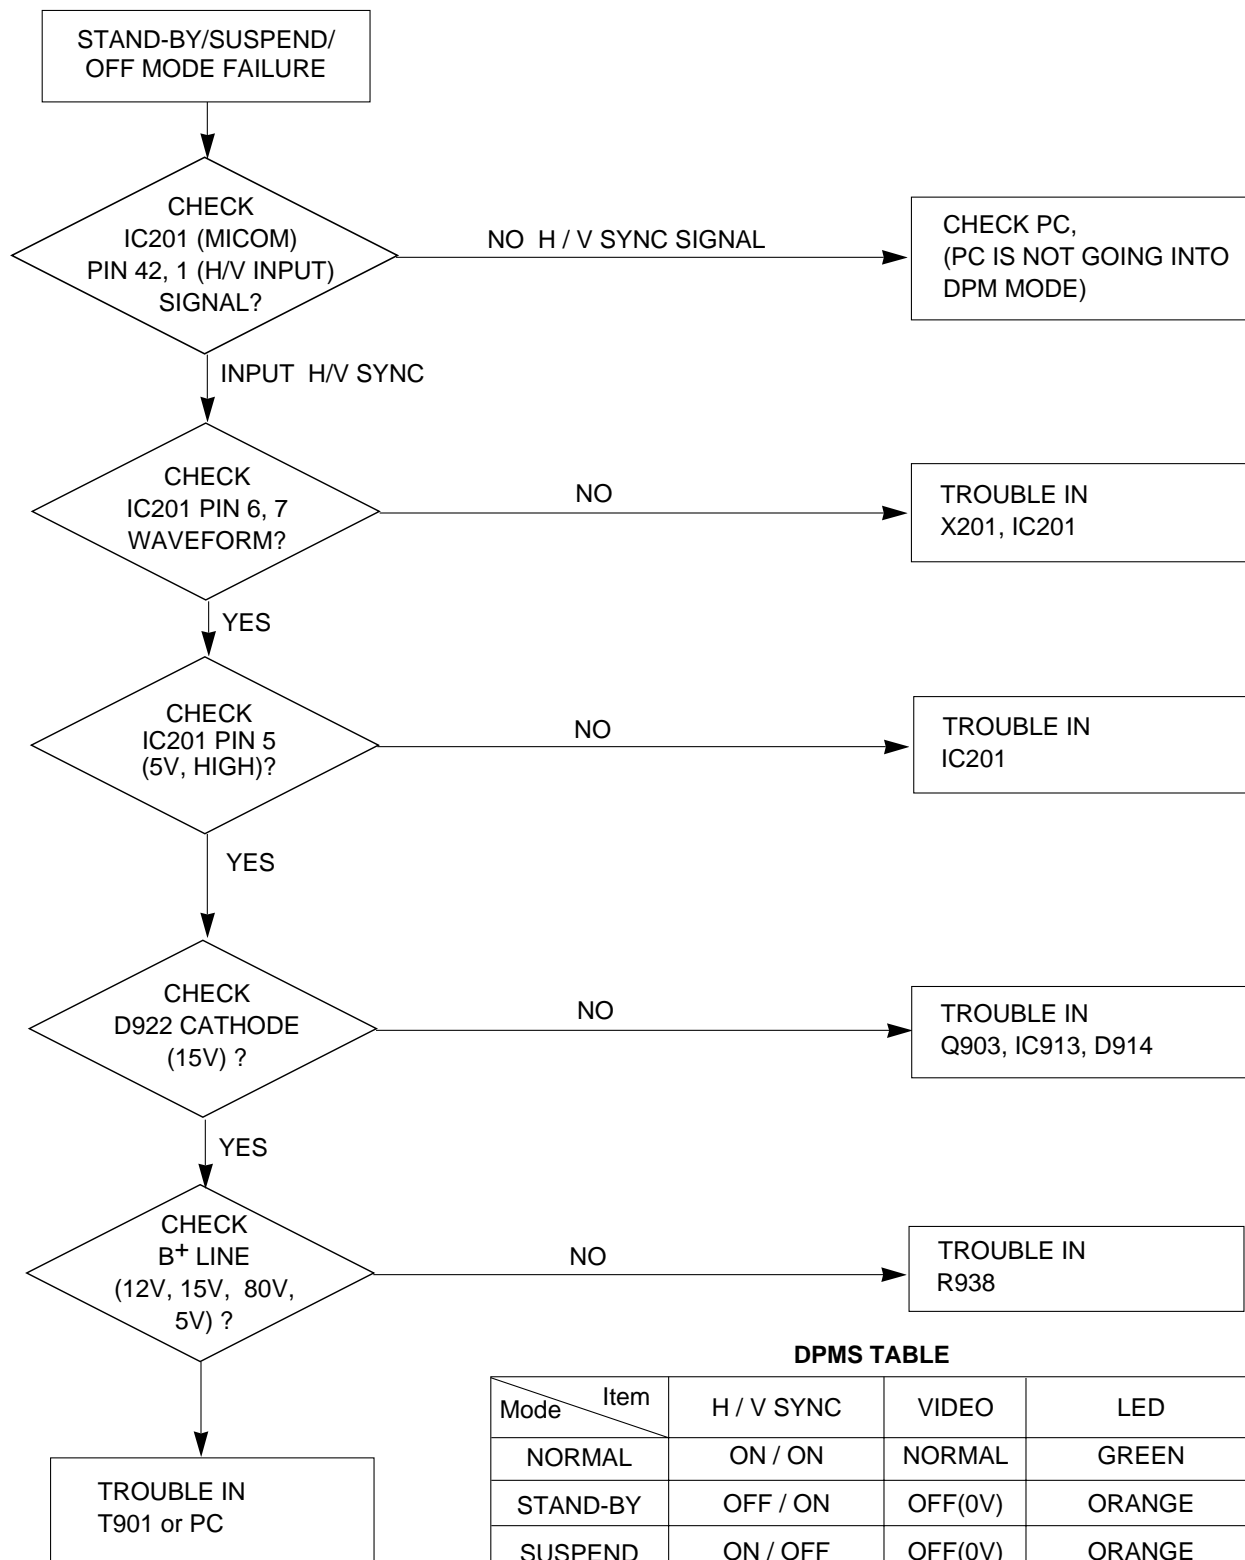 STAND-BY/SUSPEND/
OFF MODE FAILURE
CHECK
IC201 (MICOM)
PIN 42, 1 (H/V INPUT)
SIGNAL?
NO H / V SYNC SIGNAL
CHECK PC,
(PC IS NOT GOING INTO
DPM MODE)
INPUT H/V SYNC
CHECK
IC201 PIN 6, 7
WAVEFORM?
NO
TROUBLE IN
X201, IC201
YES
CHECK
IC201 PIN 5
(5V, HIGH)?
NO
TROUBLE IN
IC201
YES
CHECK
D922 CATHODE
(15V) ?
NO
TROUBLE IN
Q903, IC913, D914
YES
CHECK
B+ LINE
(12V, 15V, 80V,
5V) ?
NO
TROUBLE IN
R938
TROUBLE IN
T901 or PC
DPMS TABLE
Mode Item H / V SYNC VIDEO LED
NORMAL ON / ON NORMAL GREEN
STAND-BY OFF / ON OFF(0V) ORANGE
SUSPEND ON / OFF OFF(0V) ORANGE